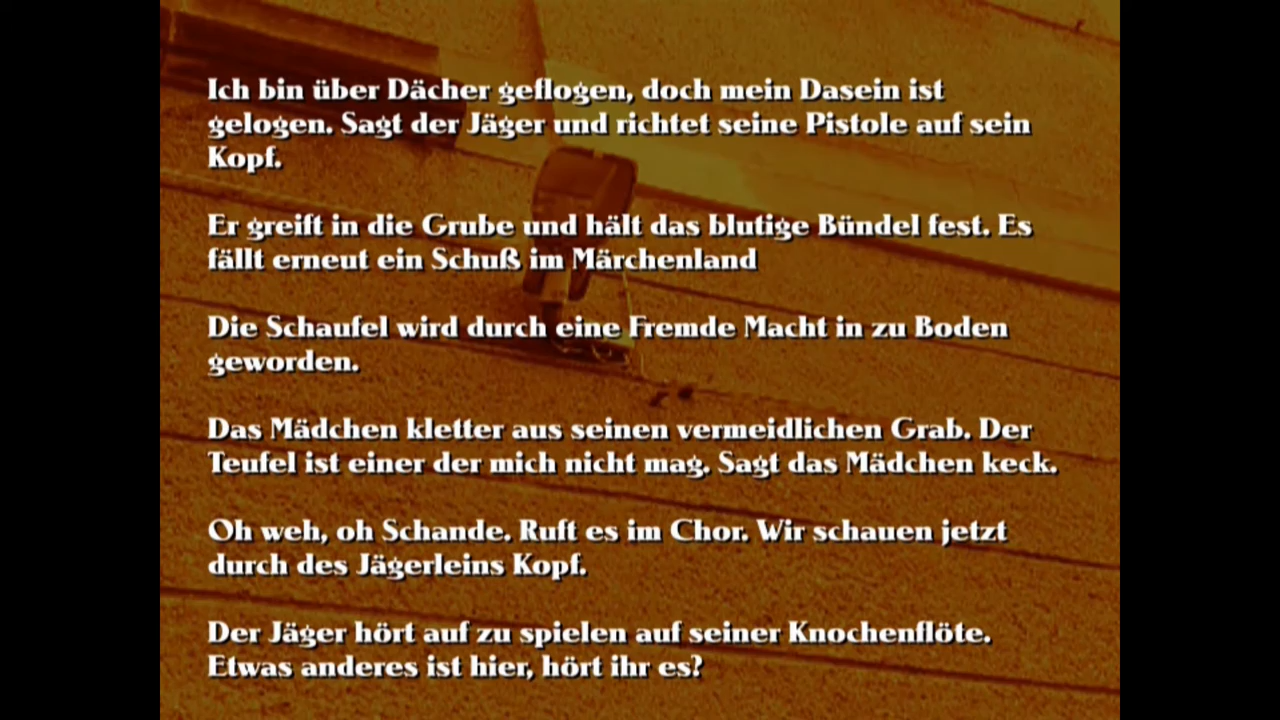 Ich bin über Dächer geflogen, doch mein Dasein ist
gelogen. Sagt der Jäger und richtet seine Pistole auf sein
Kopf.
Er greift in die Grube und hält das blutige Bündel fest. Es
fällt erneut ein Schuß im Märchenland
Die Schaufel wird durch eine Fremde Macht in zu Boden
geworden.
Das Mädchen kletter aus seinen vermeidlichen Grab. Der
Teufel ist einer der mich nicht mag. Sagt das Mädchen keck.
Oh weh, oh Schande. Ruft es im Chor. Wir schauen jetzt
durch des Jägerleins Kopf.
Der Jäger hört auf zu spielen auf seiner Knochenflöte.
Etwas anderes ist hier, hört ihr es?